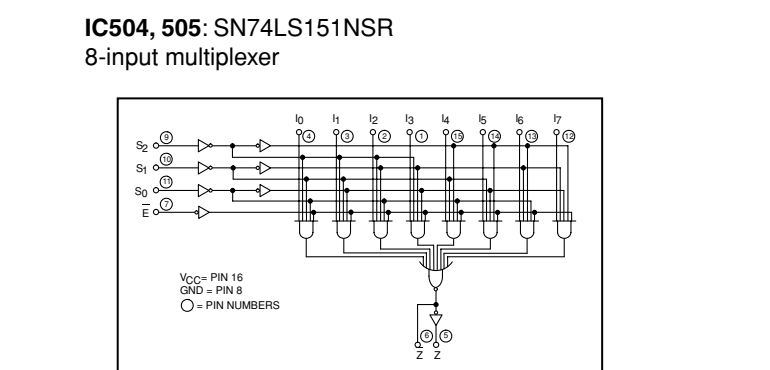 IC504, 505: SN74LS151NSR
8-input multiplexer
I0 I1 I2 I3 I4 I5 I6 I7
4 3 2 1 15 14 13 12
S2 9
S1 10
S0 11
E̅ 7
VCC= PIN 16
GND = PIN 8
= PIN NUMBERS
6 5
Z̅ Z